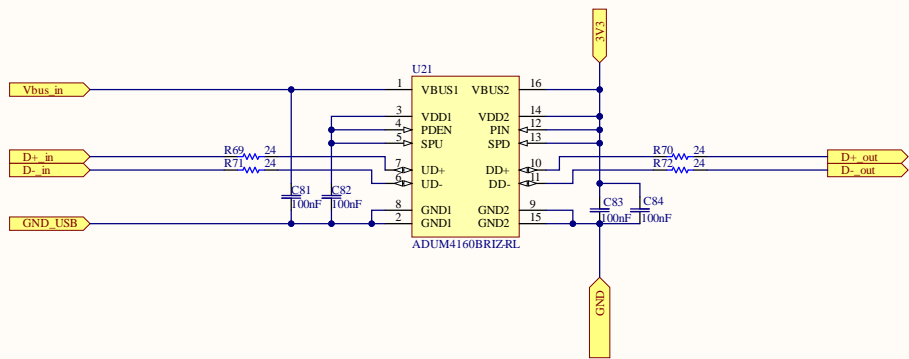 3V3
U21
Vbus_in
1
VBUS1
VBUS2
16
3
VDD1
VDD2
14
4
PDEN
PIN
12
5
SPU
SPD
13
D+_in
R69
24
7
UD+
DD+
10
R70
24
D+_out
D-_in
R71
24
6
UD-
DD-
11
R72
24
D-_out
C81
100nF
C82
100nF
C83
100nF
C84
100nF
8
GND1
GND2
9
GND_USB
2
GND1
GND2
15
ADUM4160BRIZ-RL
GND